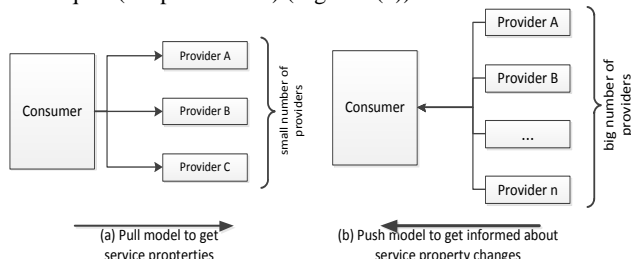 Consumer
Provider A
Provider B
Provider C
small number of
providers
(a) Pull model to get
service propterties
Consumer
Provider A
Provider B
...
Provider n
big number of
providers
(b) Push model to get informed about
service property changes